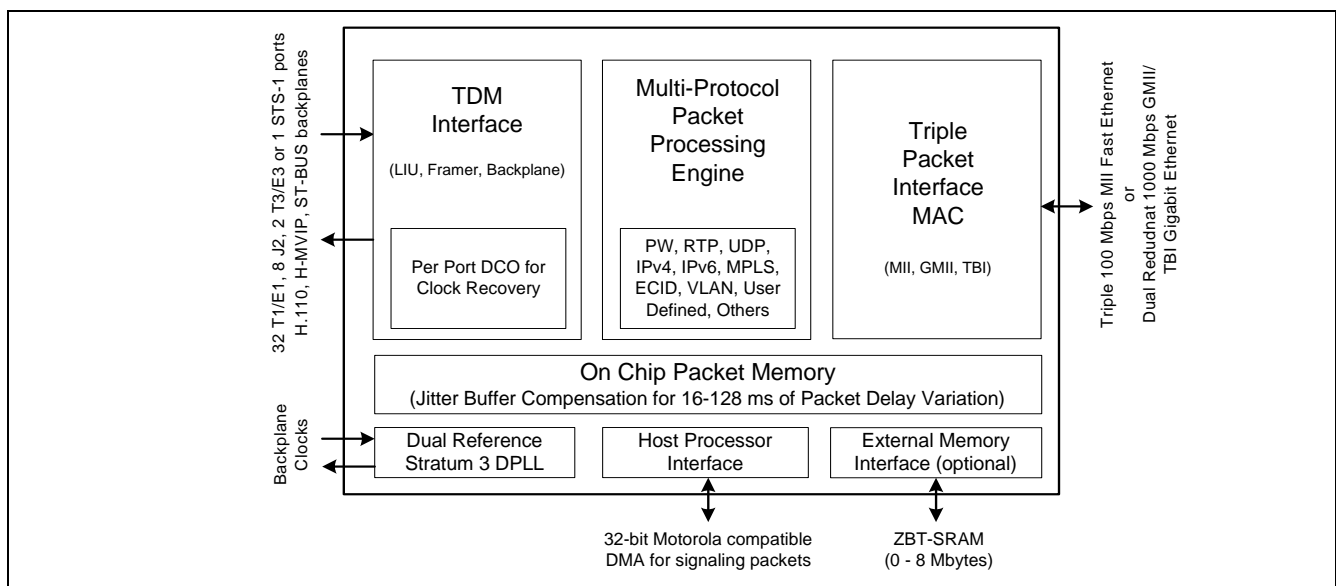 32 T1/E1, 8 J2, 2 T3/E3 or 1 STS-1 ports
H.110, H-MVIP, ST-BUS backplanes
TDM
Interface
(LIU, Framer, Backplane)
Per Port DCO for
Clock Recovery
Multi-Protocol
Packet
Processing
Engine
PW, RTP, UDP,
IPv4, IPv6, MPLS,
ECID, VLAN, User
Defined, Others
Triple
Packet
Interface
MAC
(MII, GMII, TBI)
Triple 100 Mbps MII Fast Ethernet
or
Dual Redudnat 1000 Mbps GMII/
TBI Gigabit Ethernet
On Chip Packet Memory
(Jitter Buffer Compensation for 16-128 ms of Packet Delay Variation)
Backplane
Clocks
Dual Reference
Stratum 3 DPLL
Host Processor
Interface
External Memory
Interface (optional)
32-bit Motorola compatible
DMA for signaling packets
ZBT-SRAM
(0 - 8 Mbytes)